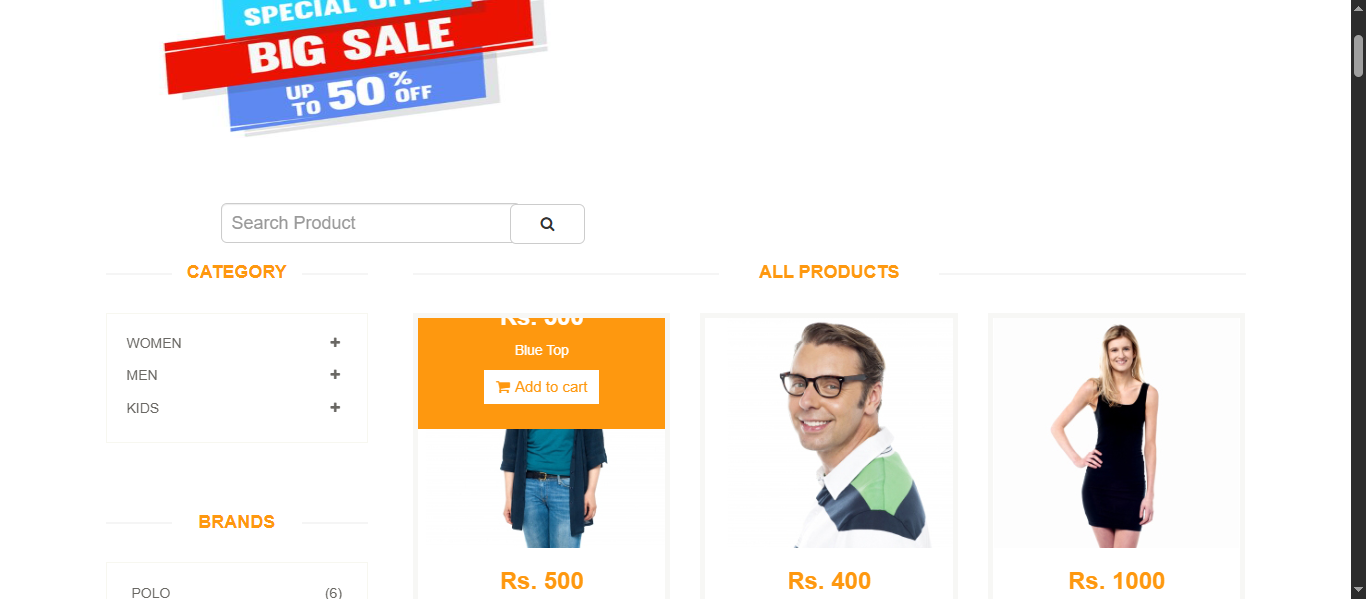 SPECIAL OFFER
BIG SALE
UP TO 50% OFF
Search Product
CATEGORY
ALL PRODUCTS
WOMEN
MEN
KIDS
Rs. 500
Blue Top
Add to cart
BRANDS
POLO (6)
Rs. 500
Rs. 400
Rs. 1000